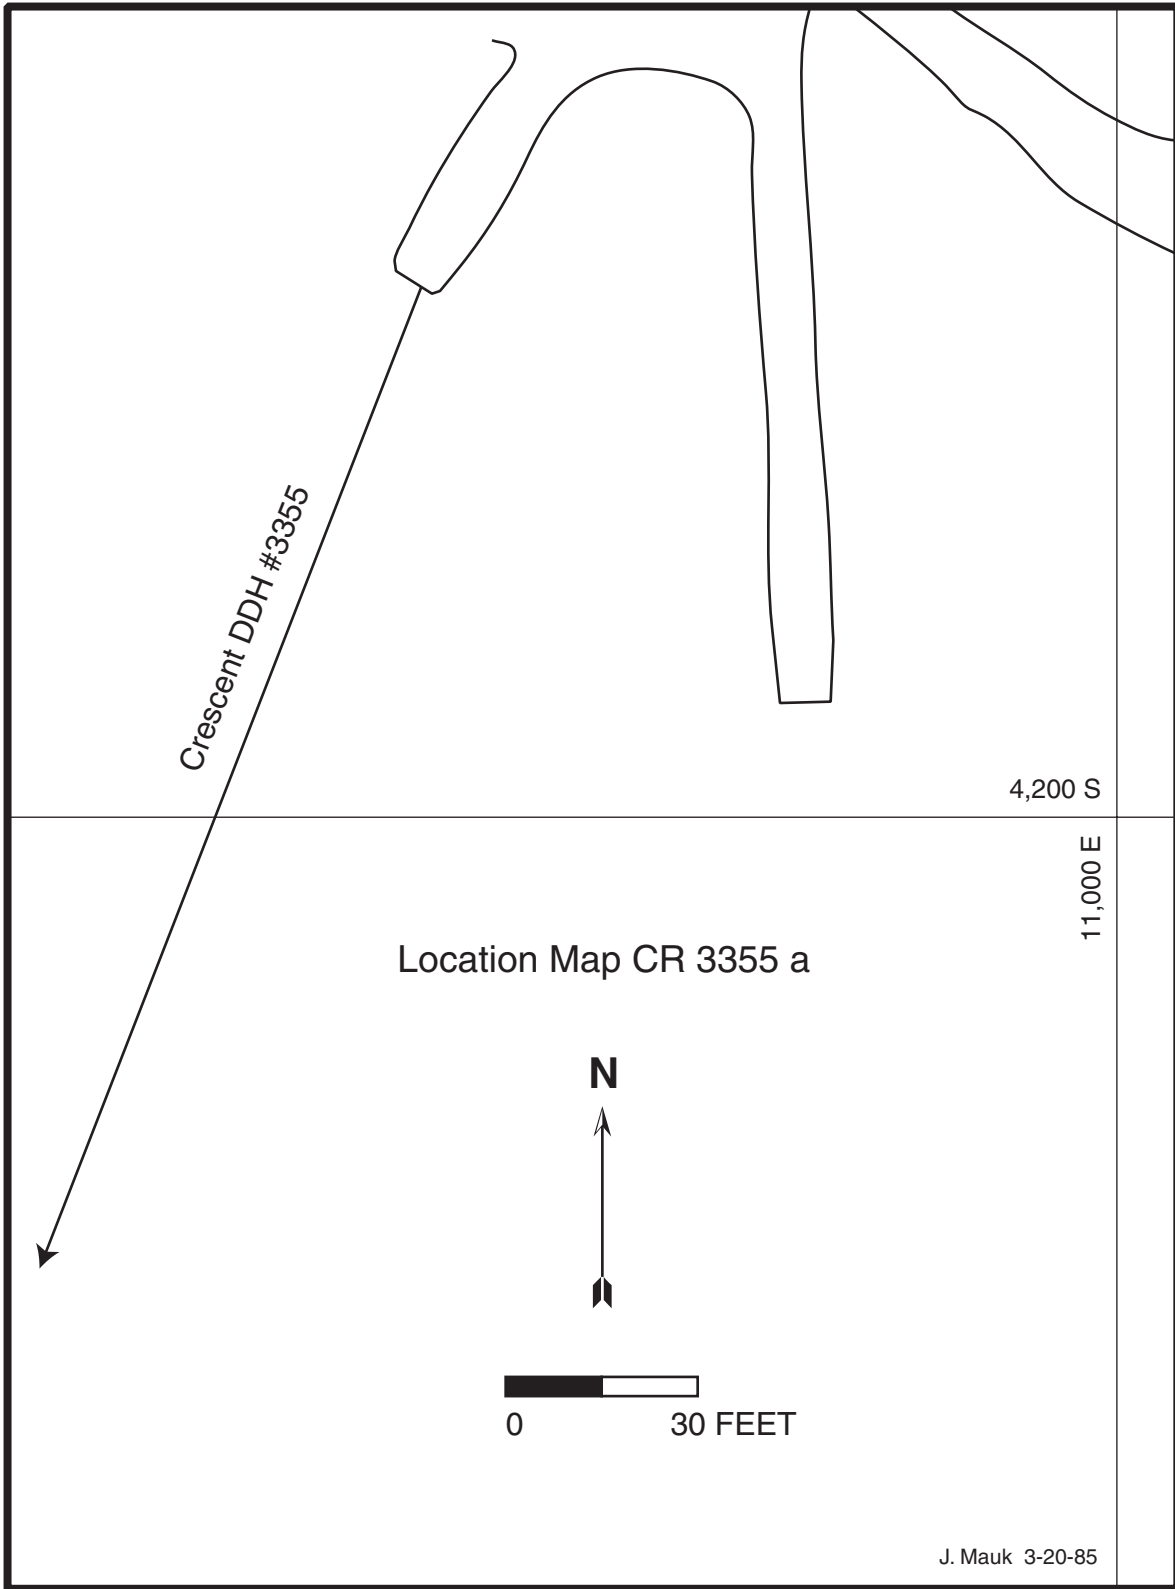 Crescent DDH #3355
4,200 S
11,000 E
Location Map CR 3355 a
N
0 30 FEET
J. Mauk 3-20-85